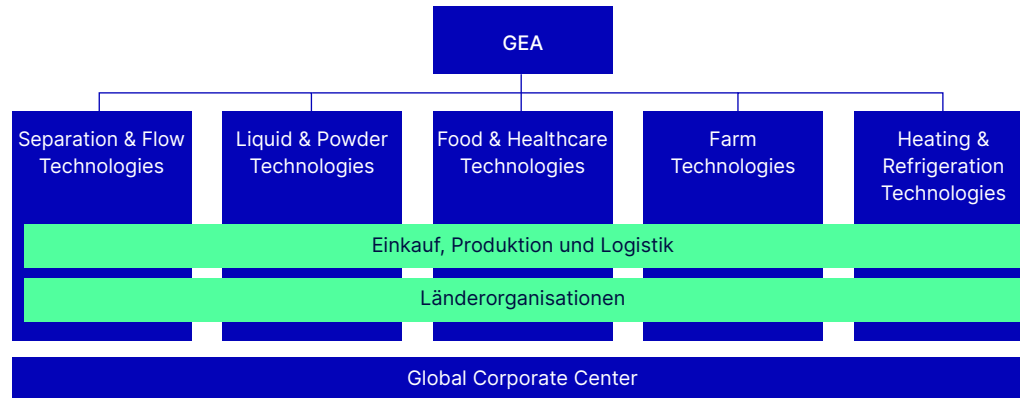 GEA
Separation & Flow
Technologies
Liquid & Powder
Technologies
Food & Healthcare
Technologies
Farm
Technologies
Heating &
Refrigeration
Technologies
Einkauf, Produktion und Logistik
Länderorganisationen
Global Corporate Center